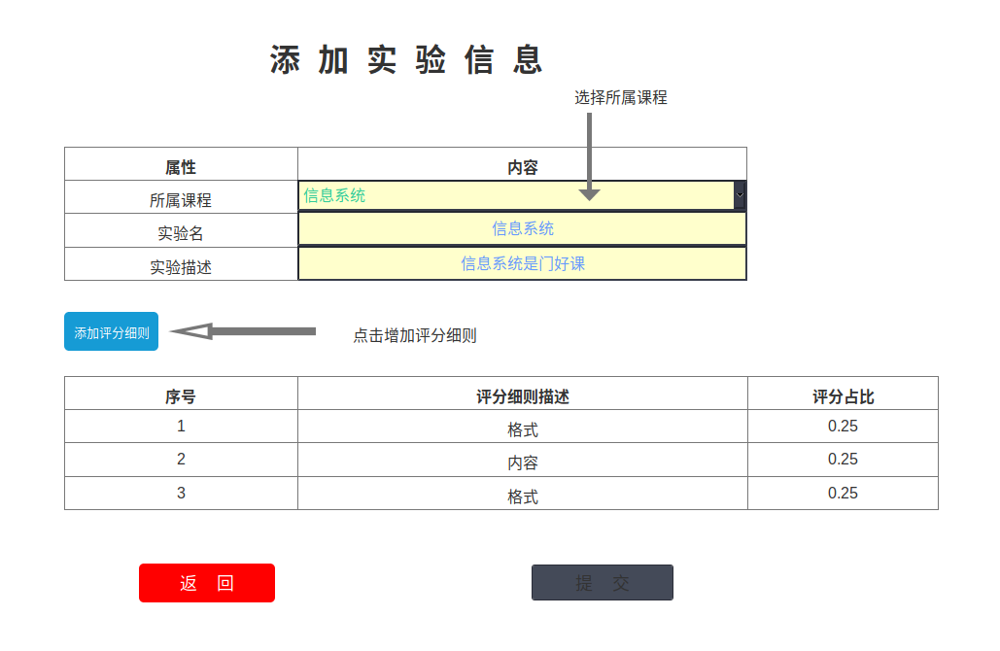 添加实验信息
选择所属课程
属性 内容
所属课程 信息系统
实验名 信息系统
实验描述 信息系统是门好课
添加评分细则 点击增加评分细则
序号 评分细则描述 评分占比
1 格式 0.25
2 内容 0.25
3 格式 0.25
返 回 提 交